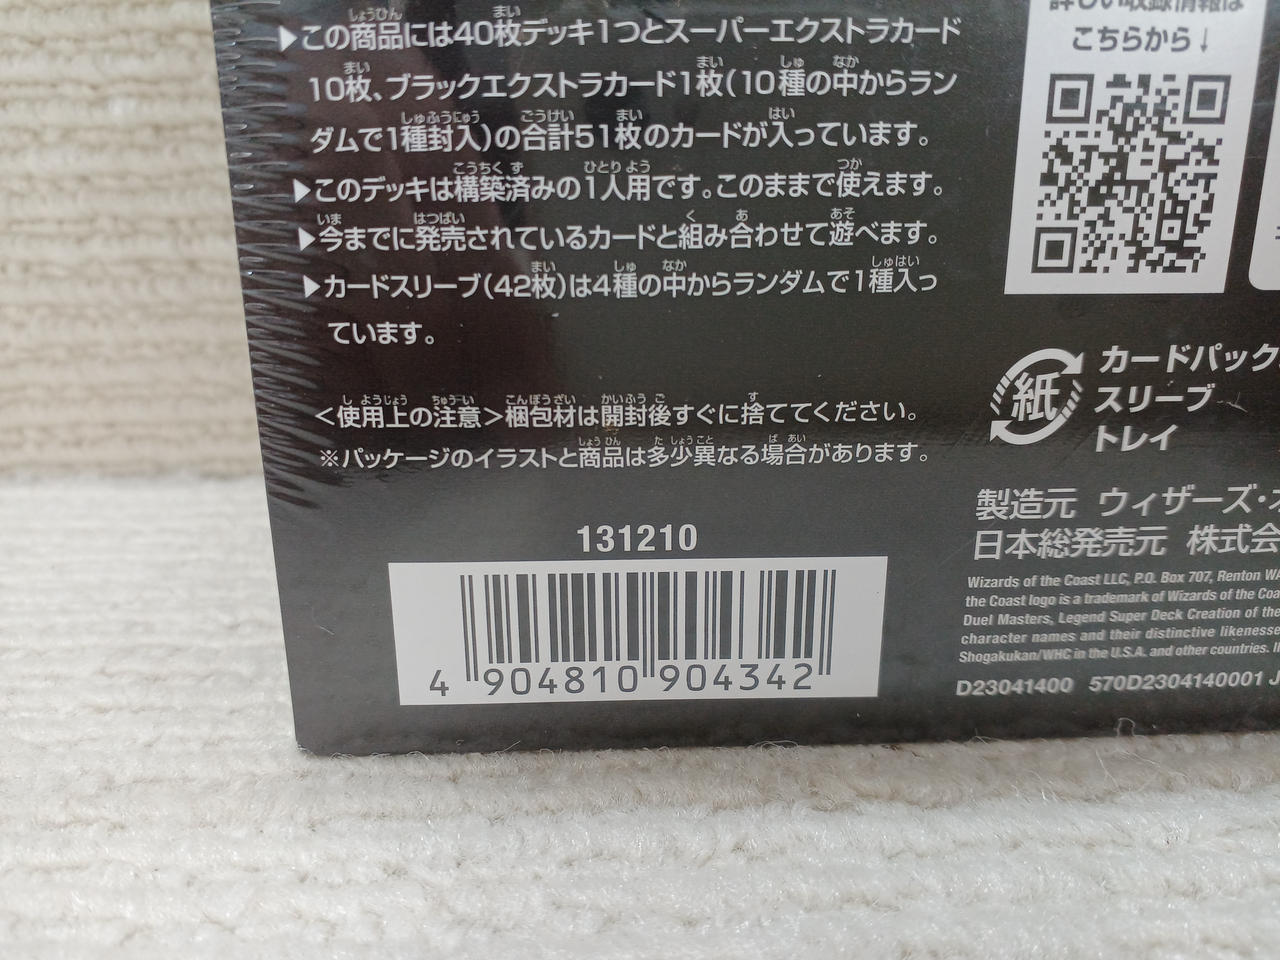 ▶この商品には40枚デッキ1つとスーパーエクストラカード
10枚、ブラックエクストラカード1枚(10種の中からラン
ダムで1種封入)の合計51枚のカードが入っています。
▶このデッキは構築済みの1人用です。このままで使えます。
▶今までに発売されているカードと組み合わせて遊べます。
▶カードスリーブ(42枚)は4種の中からランダムで1種入っ
ています。
<使用上の注意>梱包材は開封後すぐに捨ててください。
※パッケージのイラストと商品は多少異なる場合があります。
131210
4 904810 904342
詳しい収録情報は
こちらから↓
紙
カードパック
スリーブ
トレイ
製造元 ウィザーズ・
日本総発売元 株式会
Wizards of the Coast LLC, P.O. Box 707, Renton WA
the Coast logo is a trademark of Wizards of the Coa
Duel Masters, Legend Super Deck Creation of the
character names and their distinctive likenesse
Shogakukan/WHC in the U.S.A. and other countries.
D23041400 570D2304140001 J